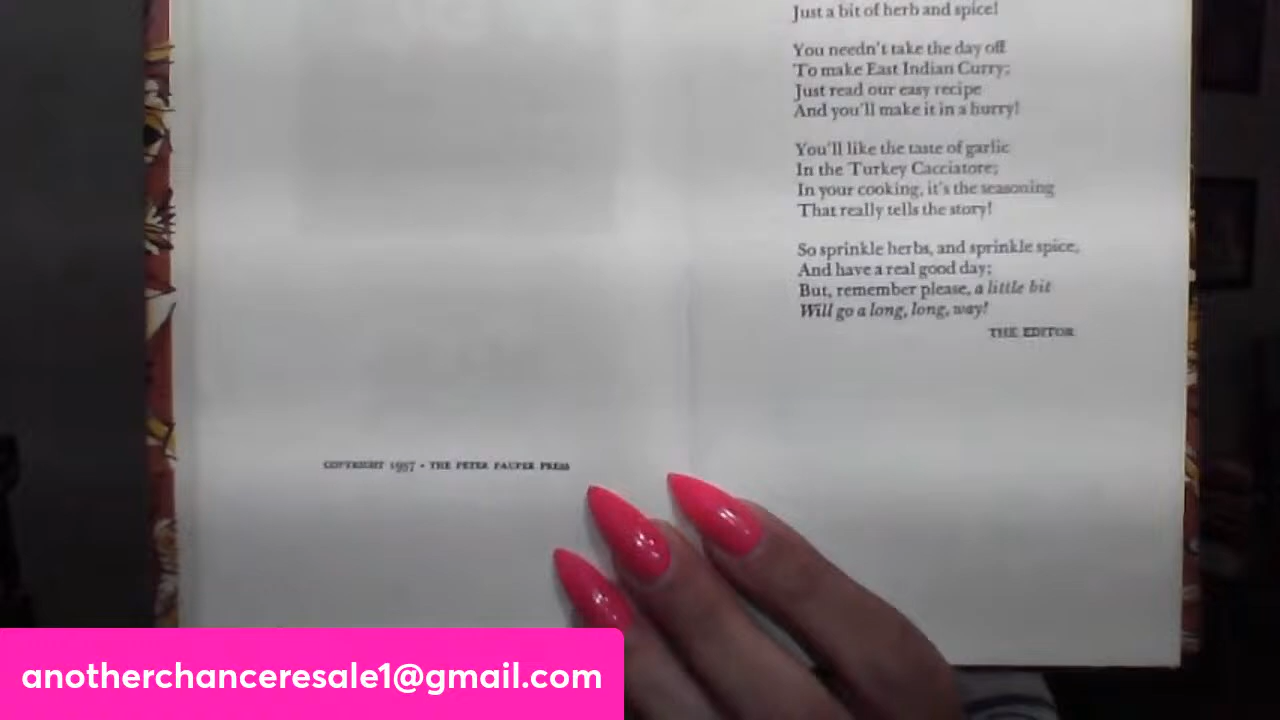 Just a bit of herb and spice!
You needn't take the day off
To make East Indian Curry;
Just read our easy recipe
And you'll make it in a hurry!
You'll like the taste of garlic
In the Turkey Cacciatore;
In your cooking, it's the seasoning
That really tells the story!
So sprinkle herbs, and sprinkle spice,
And have a real good day;
But, remember please, a little bit
Will go a long, long, way!
THE EDITOR
COPYRIGHT 1957 • THE PETER PAUPER PRESS
anotherchanceresale1@gmail.com